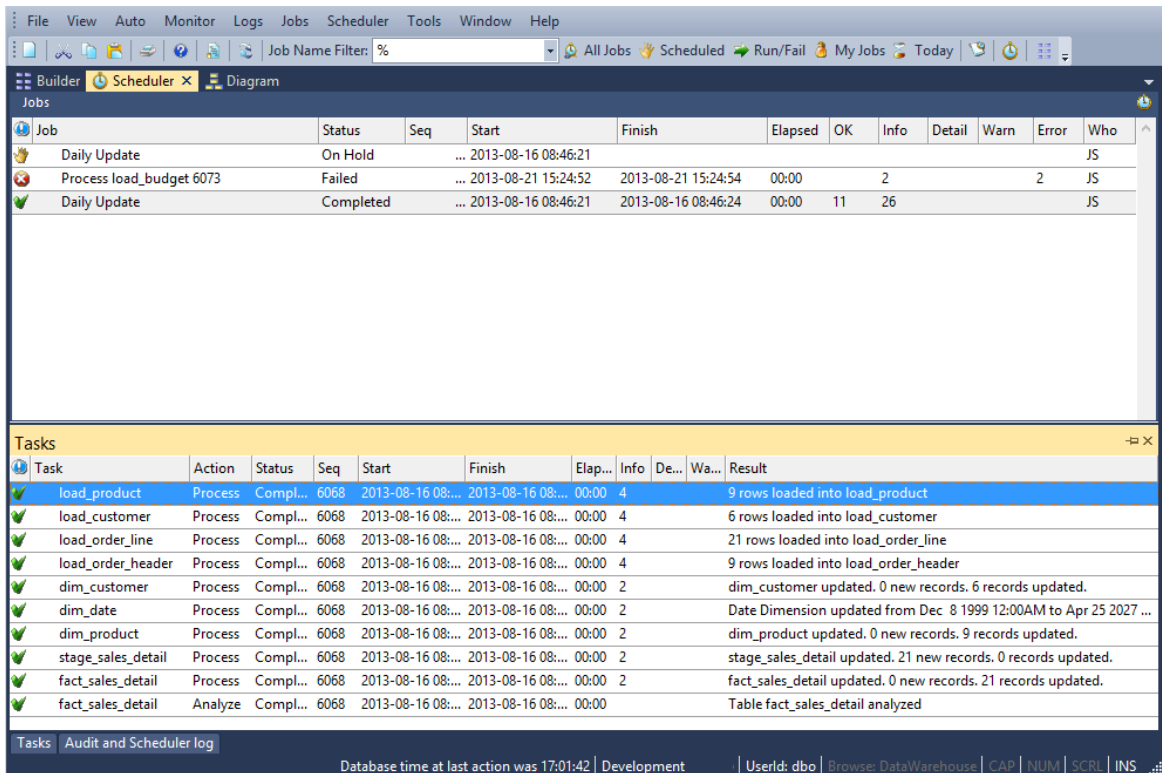 File View Auto Monitor Logs Jobs Scheduler Tools Window Help
Job Name Filter: % All Jobs Scheduled Run/Fail My Jobs Today
Builder Scheduler Diagram
Jobs
Job Status Seq Start Finish Elapsed OK Info Detail Warn Error Who
Daily Update On Hold ... 2013-08-16 08:46:21 JS
Process load_budget 6073 Failed ... 2013-08-21 15:24:52 2013-08-21 15:24:54 00:00 2 2 JS
Daily Update Completed ... 2013-08-16 08:46:21 2013-08-16 08:46:24 00:00 11 26 JS
Tasks
Task Action Status Seq Start Finish Elap... Info De... Wa... Result
load_product Process Compl... 6068 2013-08-16 08:... 2013-08-16 08:... 00:00 4 9 rows loaded into load_product
load_customer Process Compl... 6068 2013-08-16 08:... 2013-08-16 08:... 00:00 4 6 rows loaded into load_customer
load_order_line Process Compl... 6068 2013-08-16 08:... 2013-08-16 08:... 00:00 4 21 rows loaded into load_order_line
load_order_header Process Compl... 6068 2013-08-16 08:... 2013-08-16 08:... 00:00 4 9 rows loaded into load_order_header
dim_customer Process Compl... 6068 2013-08-16 08:... 2013-08-16 08:... 00:00 2 dim_customer updated. 0 new records. 6 records updated.
dim_date Process Compl... 6068 2013-08-16 08:... 2013-08-16 08:... 00:00 2 Date Dimension updated from Dec 8 1999 12:00AM to Apr 25 2027 ...
dim_product Process Compl... 6068 2013-08-16 08:... 2013-08-16 08:... 00:00 2 dim_product updated. 0 new records. 9 records updated.
stage_sales_detail Process Compl... 6068 2013-08-16 08:... 2013-08-16 08:... 00:00 2 stage_sales_detail updated. 21 new records. 0 records updated.
fact_sales_detail Process Compl... 6068 2013-08-16 08:... 2013-08-16 08:... 00:00 2 fact_sales_detail updated. 0 new records. 21 records updated.
fact_sales_detail Analyze Compl... 6068 2013-08-16 08:... 2013-08-16 08:... 00:00 Table fact_sales_detail analyzed
Tasks Audit and Scheduler log
Database time at last action was 17:01:42 Development UserId: dbo Browse: DataWarehouse CAP NUM SCRL INS